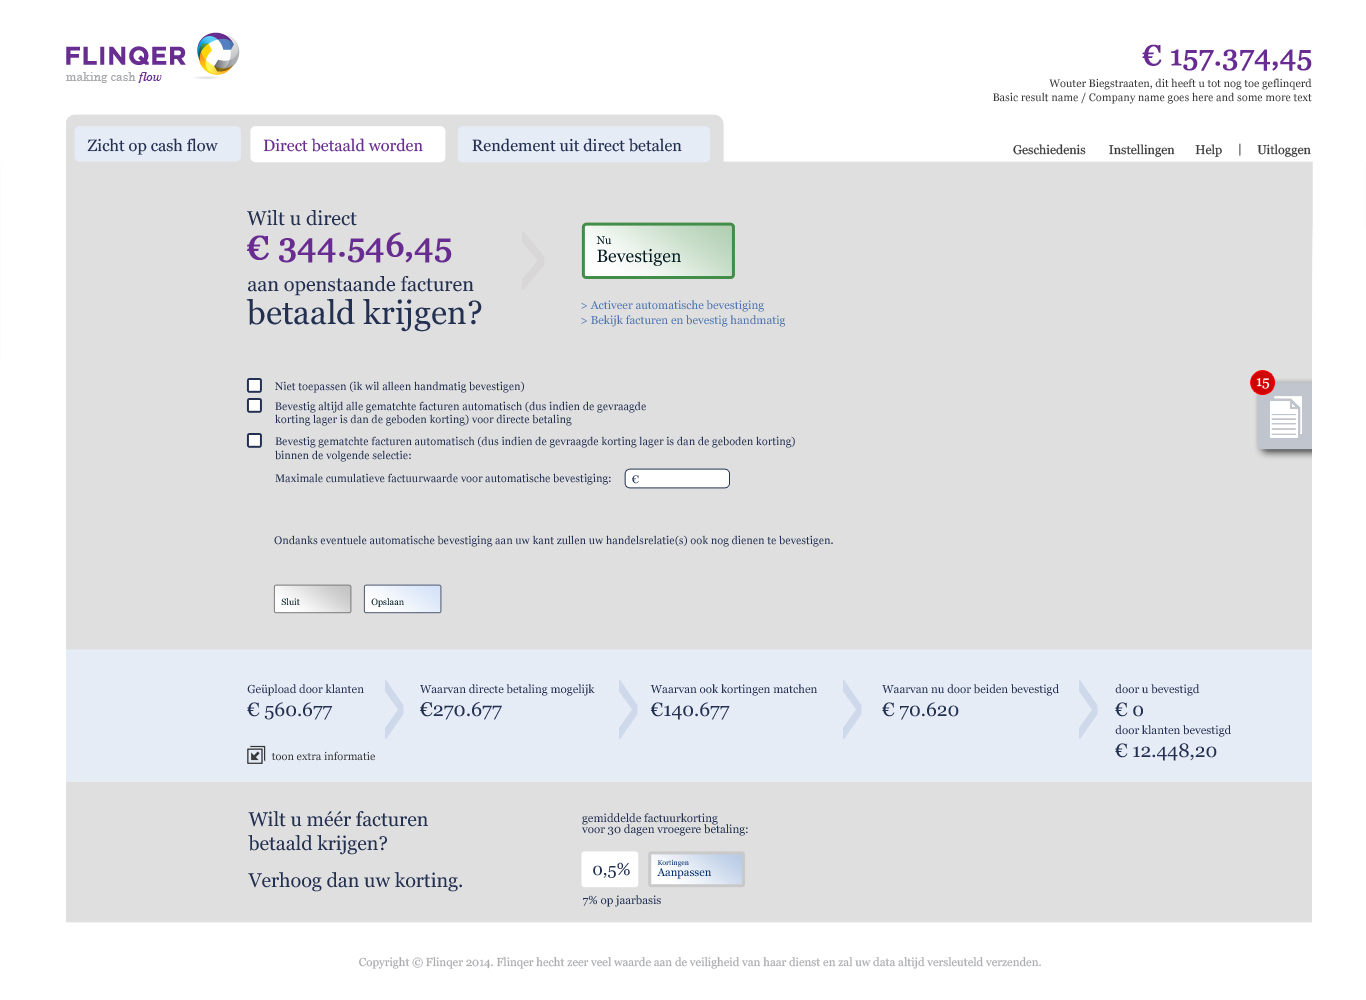 FLINQER
making cash flow
€ 157.374,45
Wouter Biegstraaten, dit heeft u tot nog toe geflinqerd
Basic result name / Company name goes here and some more text
Zicht op cash flow
Direct betaald worden
Rendement uit direct betalen
Geschiedenis Instellingen Help | Uitloggen
Wilt u direct
€ 344.546,45
aan openstaande facturen
betaald krijgen?
Nu
Bevestigen
> Activeer automatische bevestiging
> Bekijk facturen en bevestig handmatig
15
Niet toepassen (ik wil alleen handmatig bevestigen)
Bevestig altijd alle gematchte facturen automatisch (dus indien de gevraagde
korting lager is dan de geboden korting) voor directe betaling
Bevestig gematchte facturen automatisch (dus indien de gevraagde korting lager is dan de geboden korting)
binnen de volgende selectie:
Maximale cumulatieve factuurwaarde voor automatische bevestiging: €
Ondanks eventuele automatische bevestiging aan uw kant zullen uw handelsrelatie(s) ook nog dienen te bevestigen.
Sluit
Opslaan
Geüpload door klanten
€ 560.677
Waarvan directe betaling mogelijk
€270.677
Waarvan ook kortingen matchen
€140.677
Waarvan nu door beiden bevestigd
€ 70.620
door u bevestigd
€ 0
door klanten bevestigd
€ 12.448,20
toon extra informatie
Wilt u méér facturen
betaald krijgen?
Verhoog dan uw korting.
gemiddelde factuurkorting
voor 30 dagen vroegere betaling:
0,5%
Kortingen
Aanpassen
7% op jaarbasis
Copyright © Flinqer 2014. Flinqer hecht zeer veel waarde aan de veiligheid van haar dienst en zal uw data altijd versleuteld verzenden.